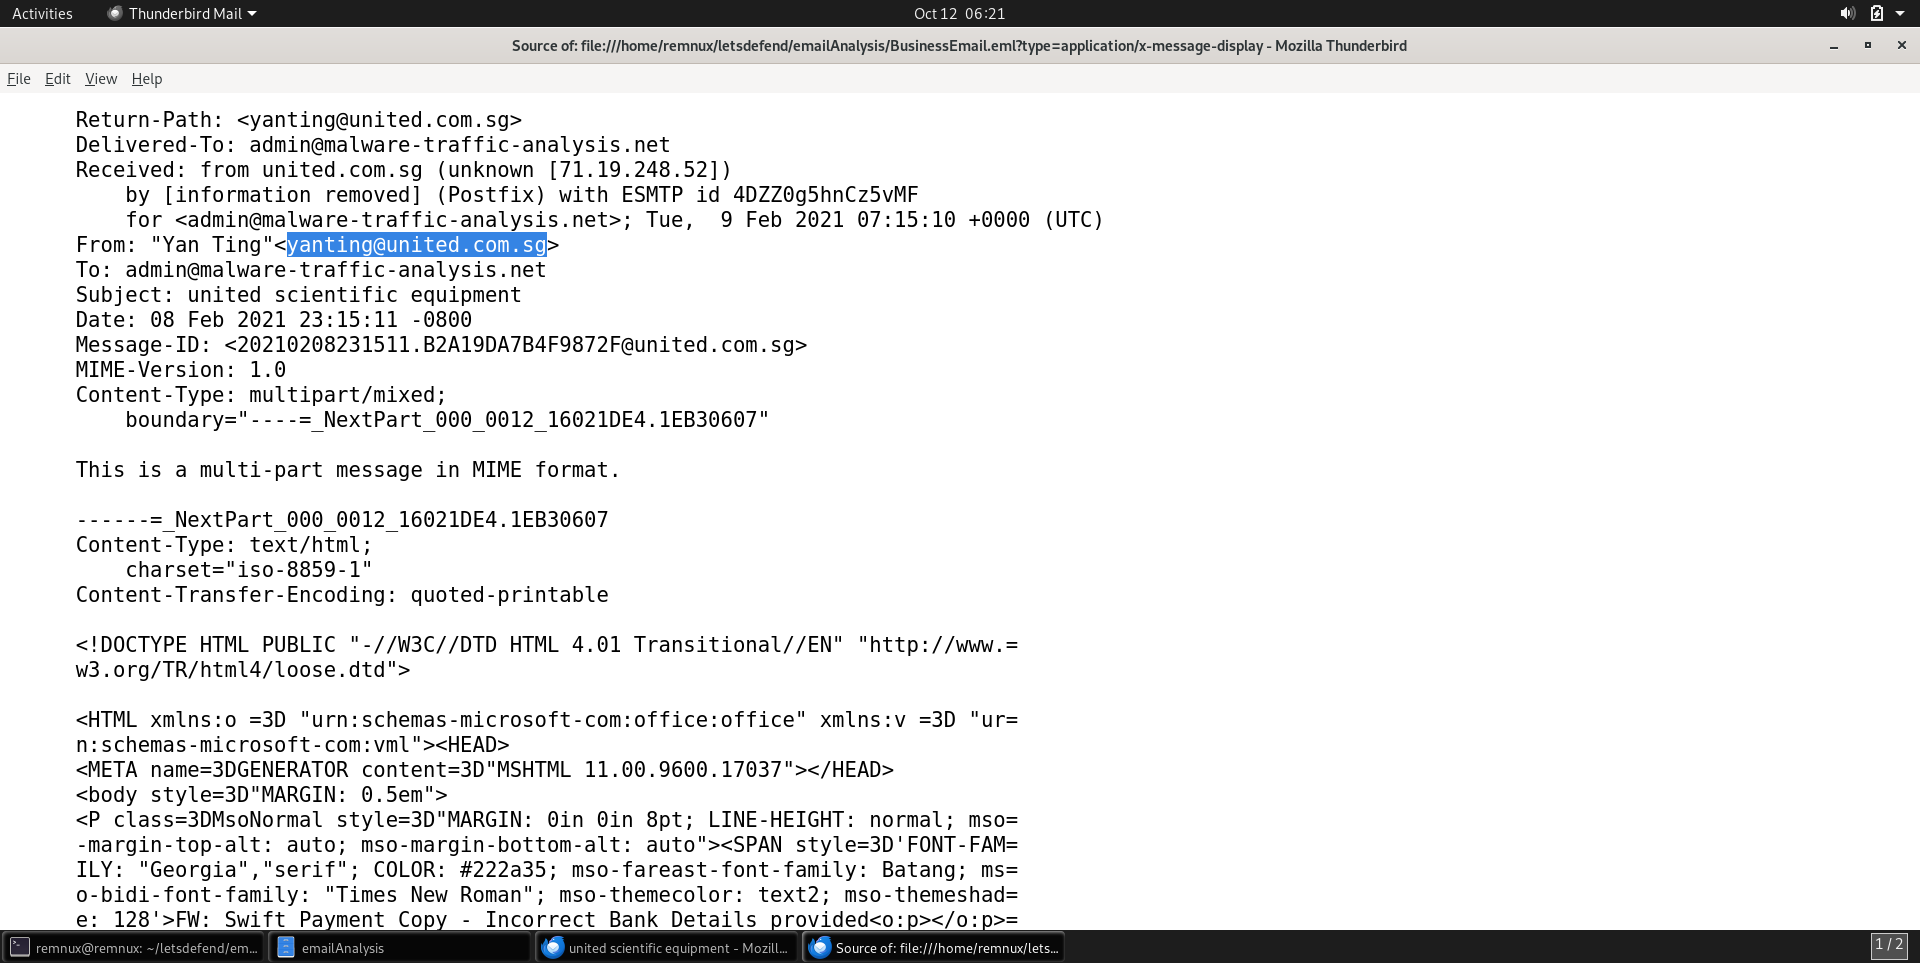 Activities Thunderbird Mail Oct 12 06:21
Source of: file:///home/remnux/letsdefend/emailAnalysis/BusinessEmail.eml?type=application/x-message-display - Mozilla Thunderbird
File Edit View Help
Return-Path: <yanting@united.com.sg>
Delivered-To: admin@malware-traffic-analysis.net
Received: from united.com.sg (unknown [71.19.248.52])
    by [information removed] (Postfix) with ESMTP id 4DZZ0g5hnCz5vMF
    for <admin@malware-traffic-analysis.net>; Tue,  9 Feb 2021 07:15:10 +0000 (UTC)
From: "Yan Ting"<yanting@united.com.sg>
To: admin@malware-traffic-analysis.net
Subject: united scientific equipment
Date: 08 Feb 2021 23:15:11 -0800
Message-ID: <20210208231511.B2A19DA7B4F9872F@united.com.sg>
MIME-Version: 1.0
Content-Type: multipart/mixed;
    boundary="----=_NextPart_000_0012_16021DE4.1EB30607"
This is a multi-part message in MIME format.
------=_NextPart_000_0012_16021DE4.1EB30607
Content-Type: text/html;
    charset="iso-8859-1"
Content-Transfer-Encoding: quoted-printable
<!DOCTYPE HTML PUBLIC "-//W3C//DTD HTML 4.01 Transitional//EN" "http://www.=
w3.org/TR/html4/loose.dtd">
<HTML xmlns:o =3D "urn:schemas-microsoft-com:office:office" xmlns:v =3D "ur=
n:schemas-microsoft-com:vml"><HEAD>
<META name=3DGENERATOR content=3D"MSHTML 11.00.9600.17037"></HEAD>
<body style=3D"MARGIN: 0.5em">
<P class=3DMsoNormal style=3D"MARGIN: 0in 0in 8pt; LINE-HEIGHT: normal; mso=
-margin-top-alt: auto; mso-margin-bottom-alt: auto"><SPAN style=3D'FONT-FAM=
ILY: "Georgia","serif"; COLOR: #222a35; mso-fareast-font-family: Batang; ms=
o-bidi-font-family: "Times New Roman"; mso-themecolor: text2; mso-themeshad=
e: 128'>FW: Swift Payment Copy - Incorrect Bank Details provided<o:p></o:p>=
remnux@remnux: ~/letsdefend/em... emailAnalysis united scientific equipment - Mozill... Source of: file:///home/remnux/lets... 1 / 2